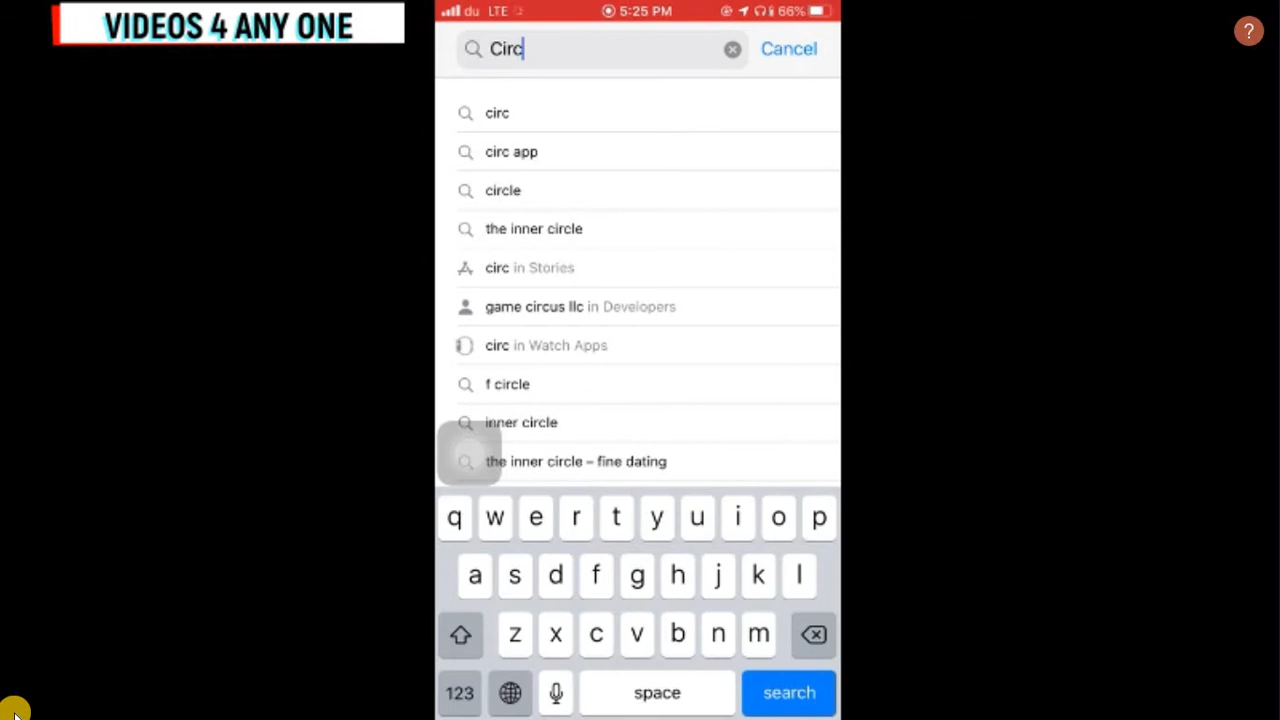 VIDEOS 4 ANY ONE
du LTE 5:25 PM 66%
?
Circ Cancel
circ
circ app
circle
the inner circle
circ in Stories
game circus llc in Developers
circ in Watch Apps
f circle
inner circle
the inner circle – fine dating
q w e r t y u i o p
a s d f g h j k l
z x c v b n m
123 space search